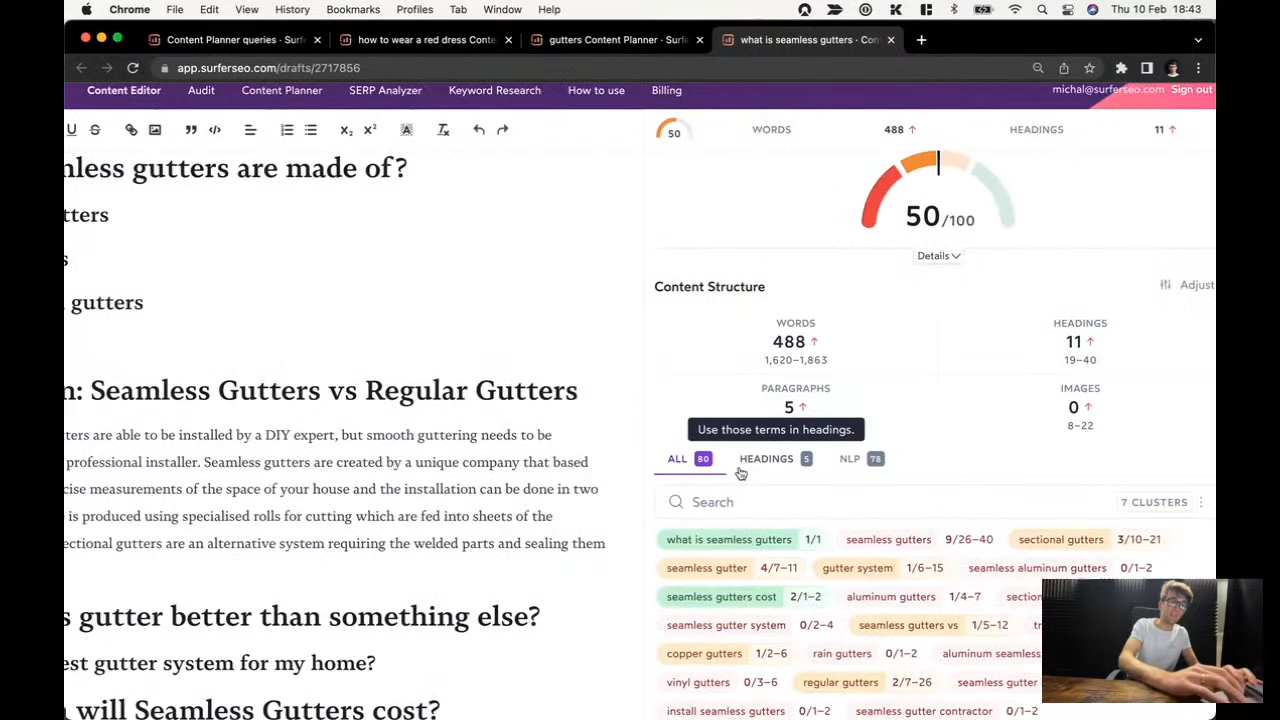 Chrome File Edit View History Bookmarks Profiles Tab Window Help Thu 10 Feb 18:43
Content Planner queries - Surf
how to wear a red dress Conte
gutters Content Planner - Surf
what is seamless gutters - Con
app.surferseo.com/drafts/2717856
Content Editor Audit Content Planner SERP Analyzer Keyword Research How to use Billing michal@surferseo.com Sign out
50 WORDS 488 ↑ HEADINGS 11 ↑
nless gutters are made of?
tters
s
gutters
n: Seamless Gutters vs Regular Gutters
ters are able to be installed by a DIY expert, but smooth guttering needs to be
professional installer. Seamless gutters are created by a unique company that based
cise measurements of the space of your house and the installation can be done in two
is produced using specialised rolls for cutting which are fed into sheets of the
ectional gutters are an alternative system requiring the welded parts and sealing them
s gutter better than something else?
est gutter system for my home?
will Seamless Gutters cost?
50/100
Details
Content Structure Adjust
WORDS HEADINGS
488 ↑ 11 ↑
1,620–1,863 19–40
PARAGRAPHS IMAGES
5 ↑ 0 ↑
8–22
Use those terms in headings.
ALL 80 HEADINGS 5 NLP 78
Search 7 CLUSTERS
what is seamless gutters 1/1 seamless gutters 9/26–40 sectional gutters 3/10–21
seamless gutter 4/7–11 gutter system 1/6–15 seamless aluminum gutters 0/1–2
seamless gutters cost 2/1–2 aluminum gutters 1/4–7 section
seamless gutter system 0/2–4 seamless gutters vs 1/5–12 tr
copper gutters 1/2–6 rain gutters 0/1–2 aluminum seamless
vinyl gutters 0/3–6 regular gutters 2/7–26 seamless gutter
install seamless gutters 0/1–2 seamless gutter contractor 0/1–2